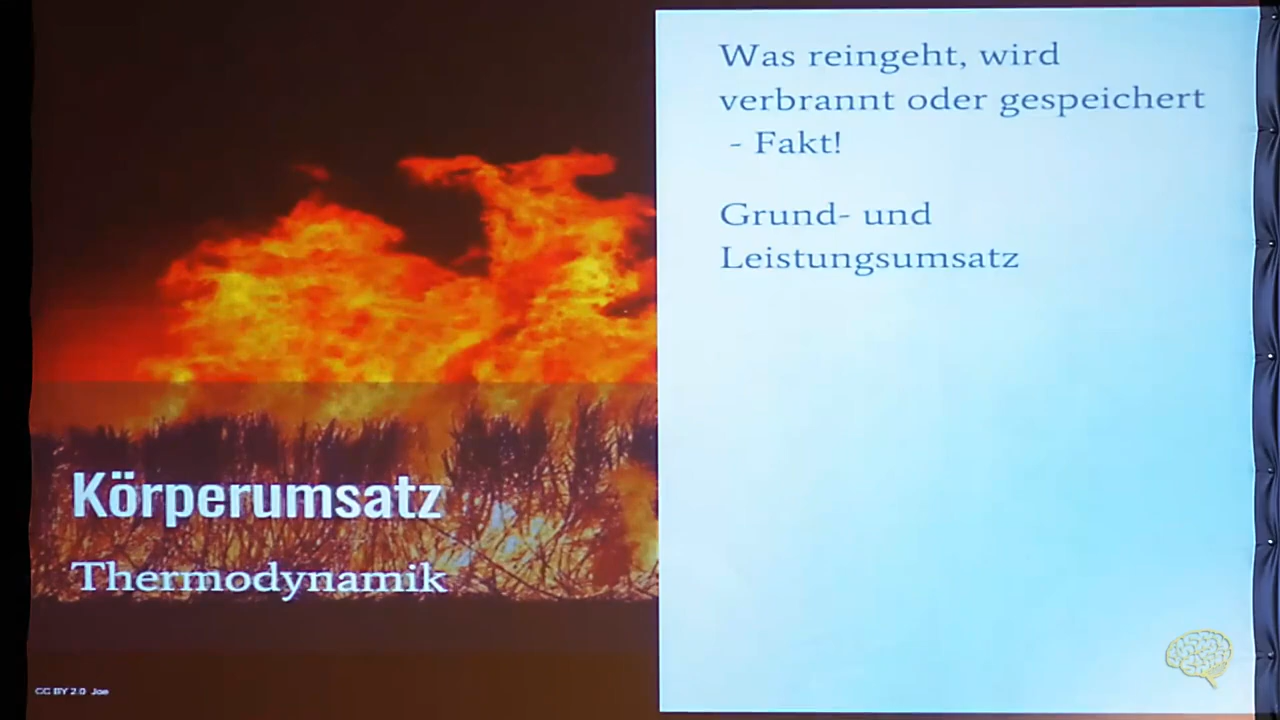 Was reingeht, wird
verbrannt oder gespeichert
- Fakt!
Grund- und
Leistungsumsatz
Körperumsatz
Thermodynamik
CC BY 2.0 Joe